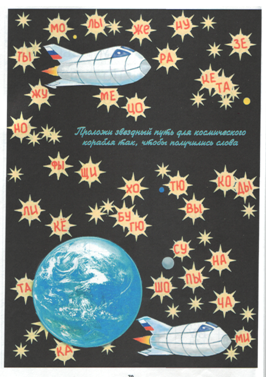 МО ЛЫ ЖЕ НУ
ТЫ РА ЗЕ
ЖУ МЕ ЦО ЦЕ ТА
НО
Проложи звездный путь для космического
корабля так, чтобы получились слова
РЫ ЩИ
ХО ТЮ КО ДЫ
ЛИ КЕ БУ ГЮ ВЫ
СУ НА
ТА ШО ПЫ ЧА
КА МИ